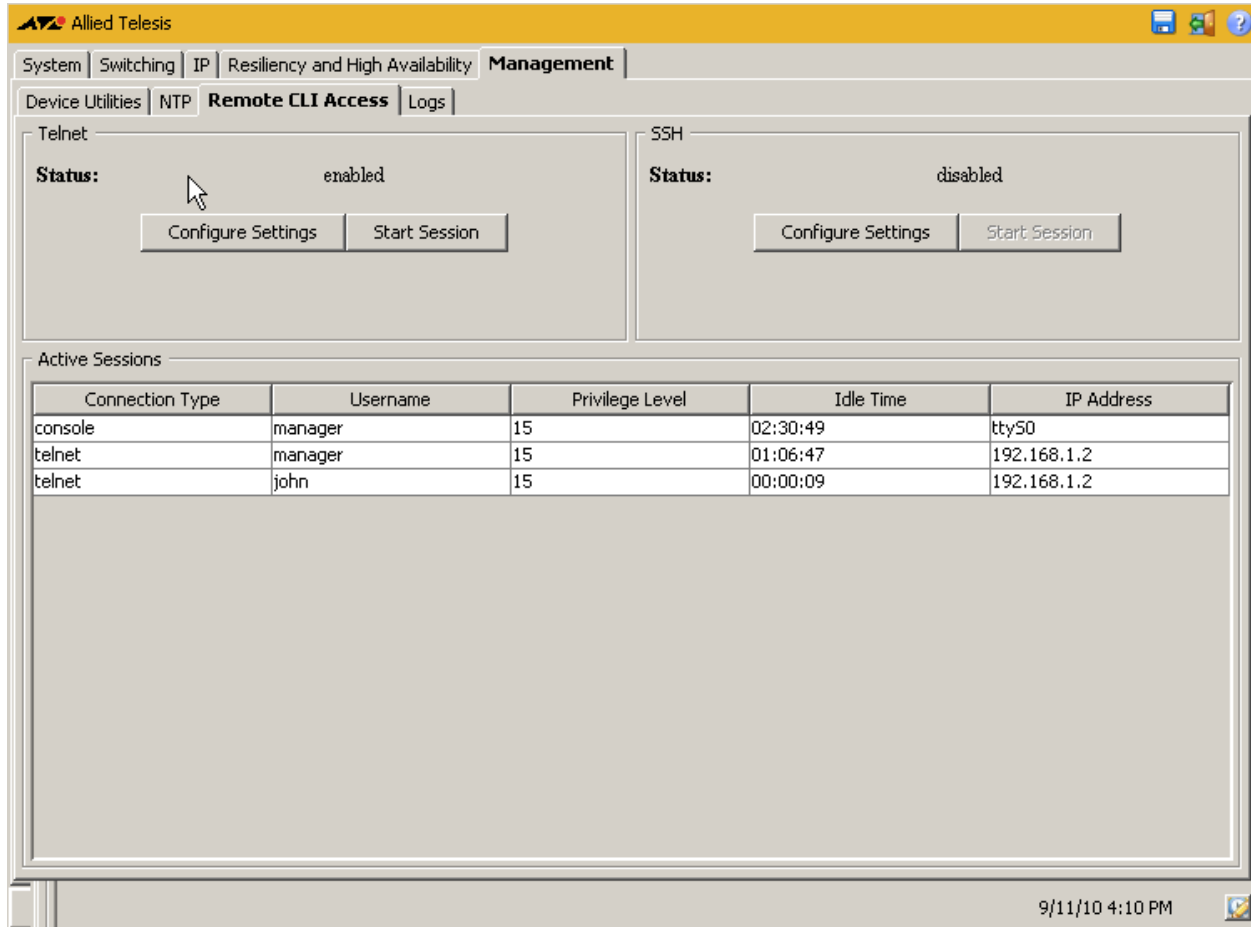 Allied Telesis
System Switching IP Resiliency and High Availability Management
Device Utilities NTP Remote CLI Access Logs
Telnet SSH
Status: enabled Status: disabled
Configure Settings Start Session Configure Settings Start Session
Active Sessions
Connection Type Username Privilege Level Idle Time IP Address
console manager 15 02:30:49 ttyS0
telnet manager 15 01:06:47 192.168.1.2
telnet john 15 00:00:09 192.168.1.2
9/11/10 4:10 PM